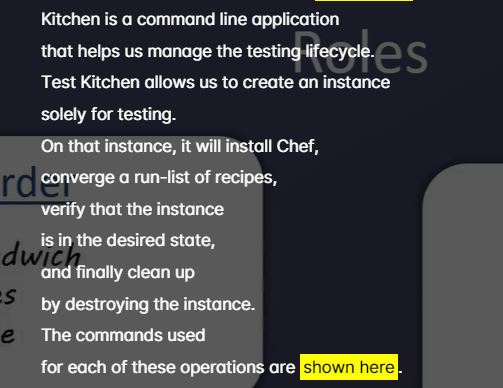 Kitchen is a command line application
that helps us manage the testing lifecycle.
Roles
Test Kitchen allows us to create an instance
solely for testing.
On that instance, it will install Chef,
converge a run-list of recipes,
rder
verify that the instance
is in the desired state,
dwich
and finally clean up
es
by destroying the instance.
The commands used
e
for each of these operations are shown here.